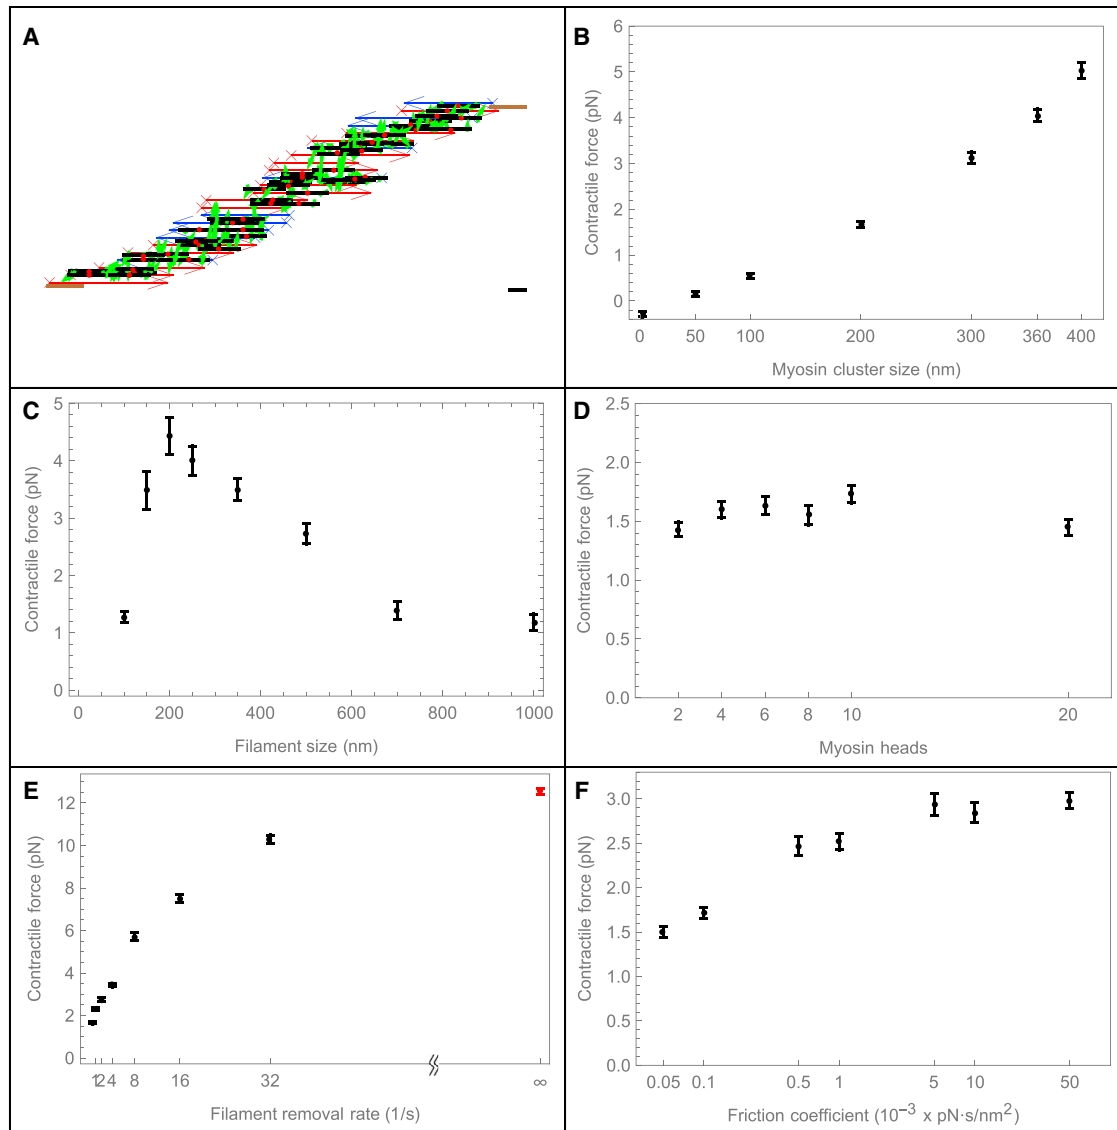 A
B
Contractile force (pN)
6
5
4
3
2
1
0
0 50 100 200 300 360 400
Myosin cluster size (nm)
C
Contractile force (pN)
5
4
3
2
1
0
0 200 400 600 800 1000
Filament size (nm)
D
Contractile force (pN)
2.5
2.0
1.5
1.0
0.5
0.0
2 4 6 8 10 20
Myosin heads
E
Contractile force (pN)
12
10
8
6
4
2
0
1 2 4 8 16 32 ∞
Filament removal rate (1/s)
F
Contractile force (pN)
3.0
2.5
2.0
1.5
1.0
0.5
0.0
0.05 0.1 0.5 1 5 10 50
Friction coefficient (10⁻³ x pN·s/nm²)